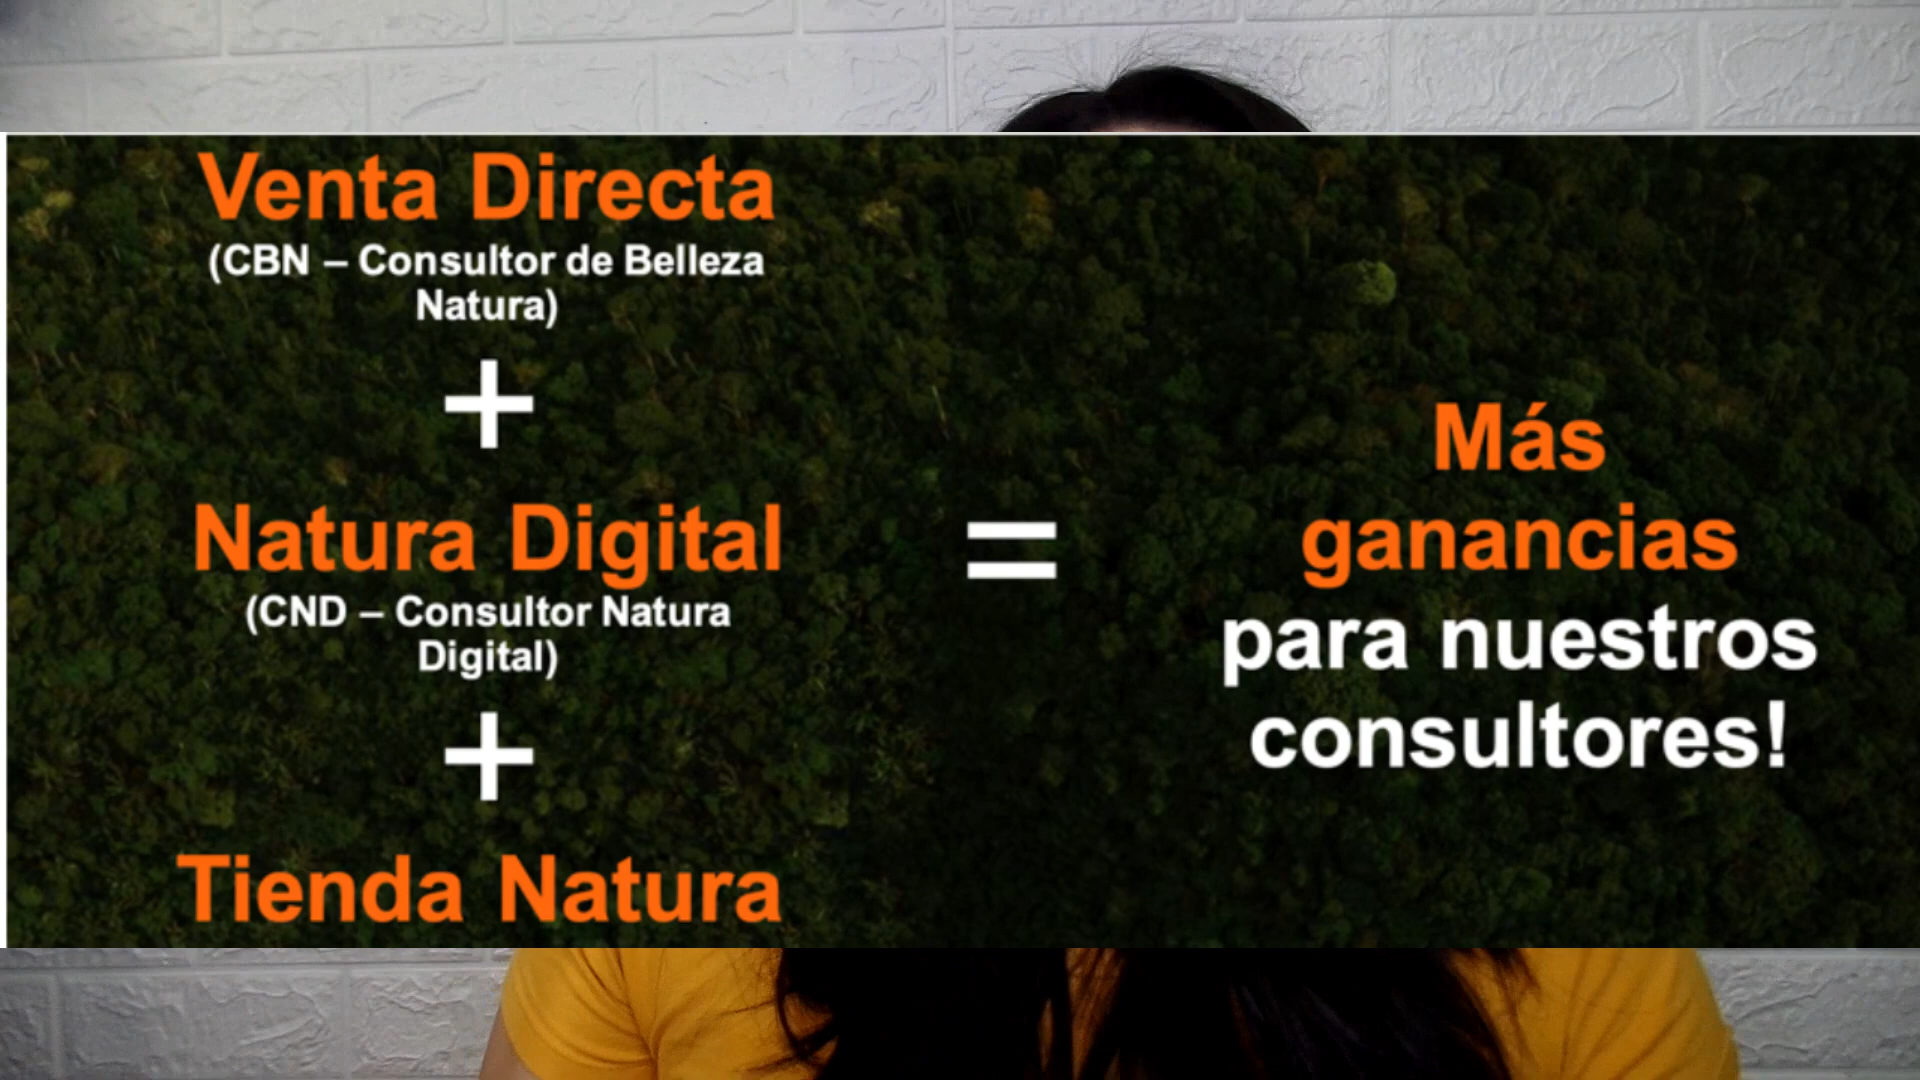 Venta Directa
(CBN – Consultor de Belleza
Natura)
+
Natura Digital
(CND – Consultor Natura
Digital)
+
Tienda Natura
=
Más
ganancias
para nuestros
consultores!